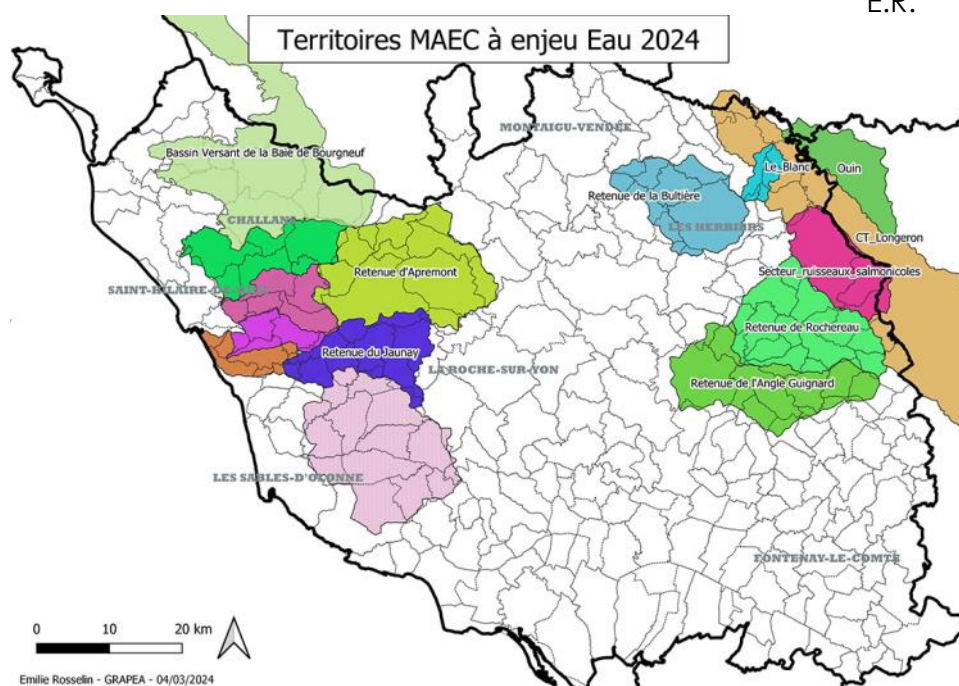 E.R.
Territoires MAEC à enjeu Eau 2024
MONTAIGU-VENDÉE
Bassin Versant de la Baie de Bourgneuf
Le_Blanc
Ouin
Retenue de la Bultière
CHALLANS
LES HERBIERS
CT_Longeron
Retenue d'Apremont
Secteur_ruisseaux_salmonicoles
SAINT-HILAIRE-DE-RIEZ
Retenue de Rochereau
Retenue du Jaunay
LA ROCHE-SUR-YON
Retenue de l'Angle Guignard
LES SABLES-D'OLONNE
FONTENAY-LE-COMTE
0 10 20 km
Emilie Rosselin - GRAPEA - 04/03/2024